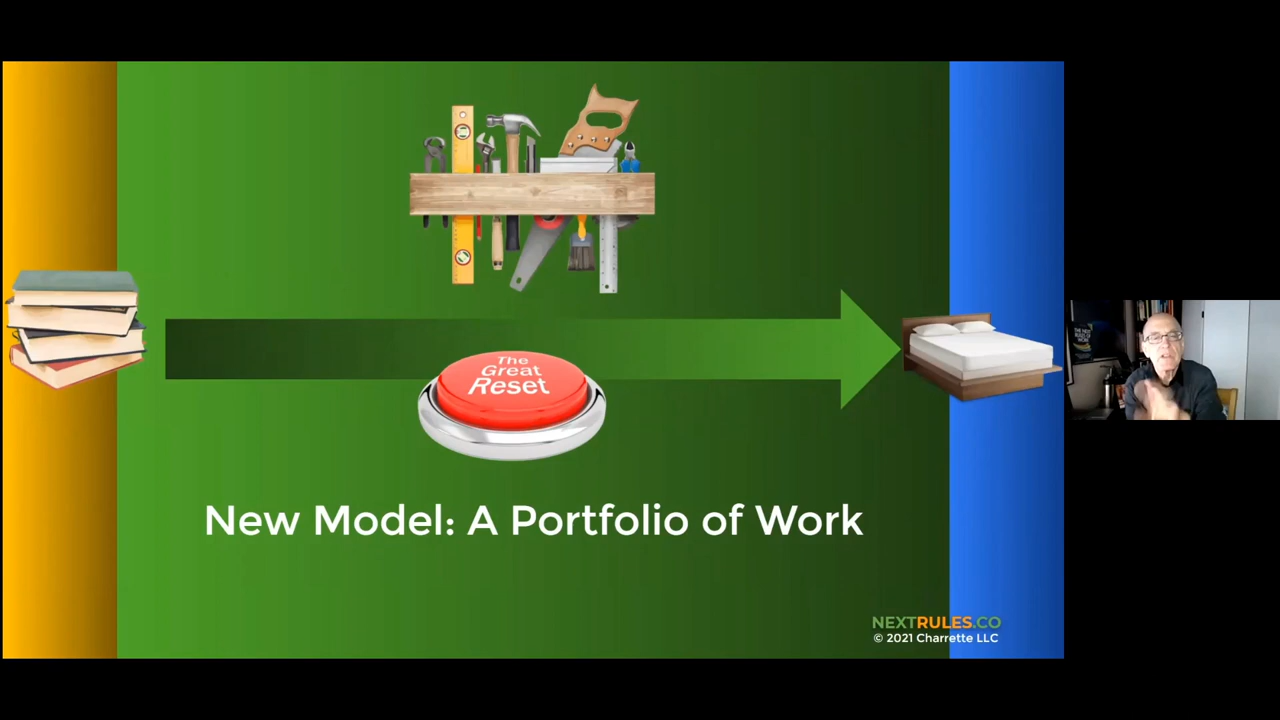 The
Great
Reset
New Model: A Portfolio of Work
NEXTRULES.CO
© 2021 Charrette LLC